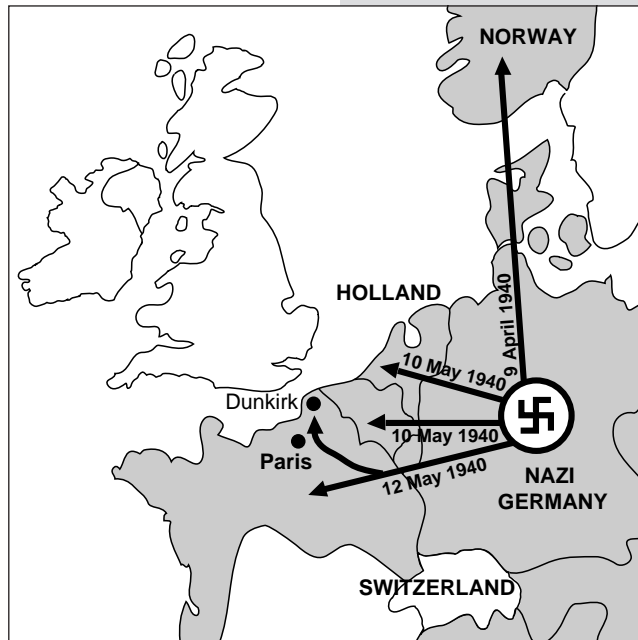 NORWAY
9 April 1940
HOLLAND
10 May 1940
Dunkirk
10 May 1940
Paris
12 May 1940
NAZI
GERMANY
SWITZERLAND